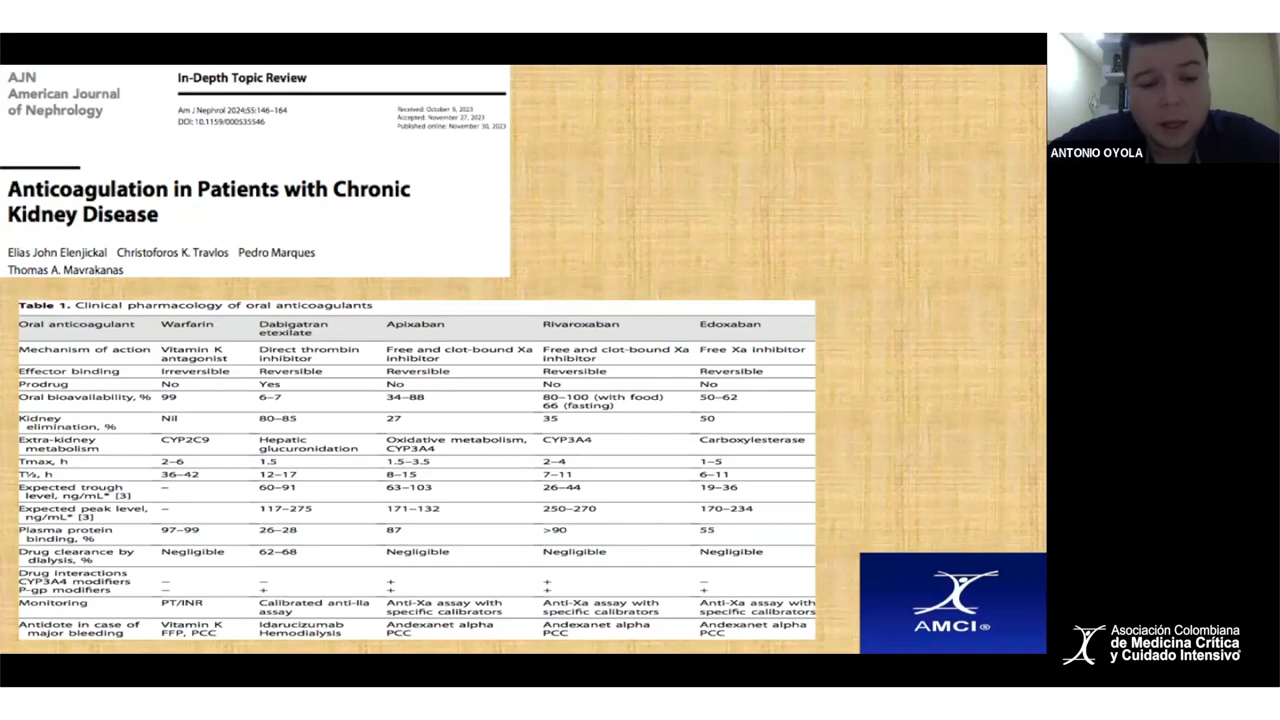 AJN
American Journal
of Nephrology
In-Depth Topic Review
Am J Nephrol 2024;55:146–164
DOI: 10.1159/000535546
Received: October 9, 2023
Accepted: November 27, 2023
Published online: November 30, 2023
Anticoagulation in Patients with Chronic
Kidney Disease
Elias John Elenjickal Christoforos K. Travlos Pedro Marques
Thomas A. Mavrakanas
Table 1. Clinical pharmacology of oral anticoagulants
Oral anticoagulant Warfarin Dabigatran Apixaban Rivaroxaban Edoxaban
etexilate
Mechanism of action Vitamin K Direct thrombin Free and clot-bound Xa Free and clot-bound Xa Free Xa inhibitor
antagonist inhibitor inhibitor inhibitor
Effector binding Irreversible Reversible Reversible Reversible Reversible
Prodrug No Yes No No No
Oral bioavailability, % 99 6–7 34–88 80–100 (with food) 50–62
66 (fasting)
Kidney Nil 80–85 27 35 50
elimination, %
Extra-kidney CYP2C9 Hepatic Oxidative metabolism, CYP3A4 Carboxylesterase
metabolism glucuronidation CYP3A4
Tmax, h 2–6 1.5 1.5–3.5 2–4 1–5
T½, h 36–42 12–17 8–15 7–11 6–11
Expected trough – 60–91 63–103 26–44 19–36
level, ng/mL* [3]
Expected peak level, – 117–275 171–132 250–270 170–234
ng/mL* [3]
Plasma protein 97–99 26–28 87 >90 55
binding, %
Drug clearance by Negligible 62–68 Negligible Negligible Negligible
dialysis, %
Drug interactions
CYP3A4 modifiers – – + + –
P-gp modifiers – + + + +
Monitoring PT/INR Calibrated anti-IIa Anti-Xa assay with Anti-Xa assay with Anti-Xa assay with
assay specific calibrators specific calibrators specific calibrators
Antidote in case of Vitamin K Idarucizumab Andexanet alpha Andexanet alpha Andexanet alpha
major bleeding FFP, PCC Hemodialysis PCC PCC PCC
ANTONIO OYOLA
AMCI®
Asociación Colombiana
de Medicina Crítica
y Cuidado Intensivo